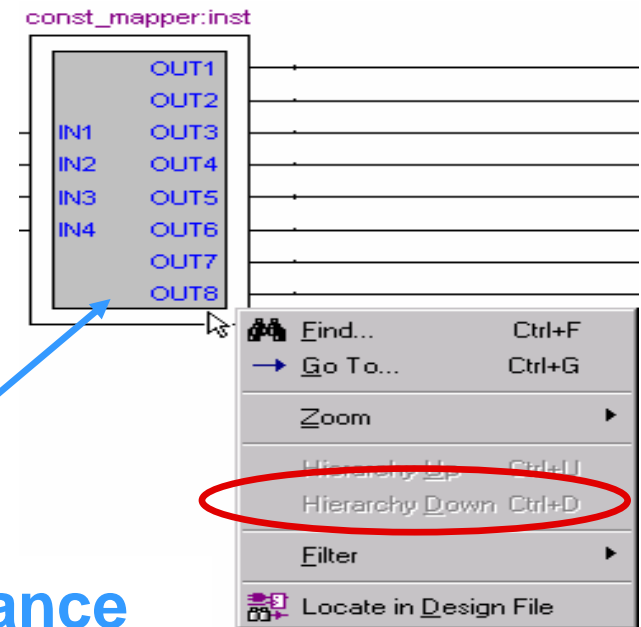 const_mapper:inst
OUT1
OUT2
IN1 OUT3
IN2 OUT4
IN3 OUT5
IN4 OUT6
OUT7
OUT8
Find... Ctrl+F
Go To... Ctrl+G
Zoom
Hierarchy Up Ctrl+U
Hierarchy Down Ctrl+D
Filter
Locate in Design File
ance